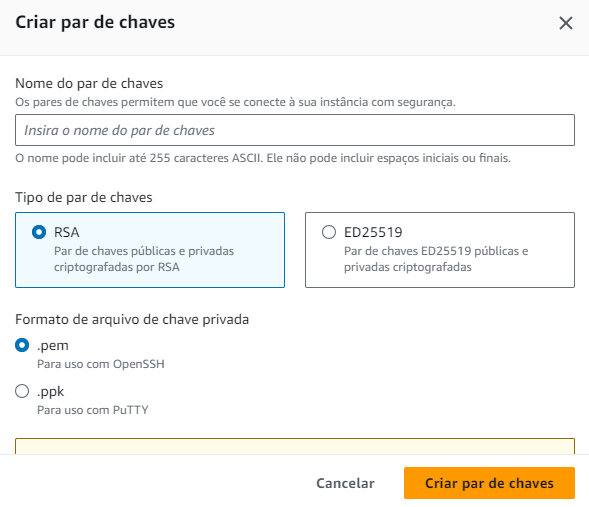 Criar par de chaves
Nome do par de chaves
Os pares de chaves permitem que você se conecte à sua instância com segurança.
Insira o nome do par de chaves
O nome pode incluir até 255 caracteres ASCII. Ele não pode incluir espaços iniciais ou finais.
Tipo de par de chaves
RSA
Par de chaves públicas e privadas
criptografadas por RSA
ED25519
Par de chaves ED25519 públicas e
privadas criptografadas
Formato de arquivo de chave privada
.pem
Para uso com OpenSSH
.ppk
Para uso com PuTTY
Cancelar
Criar par de chaves